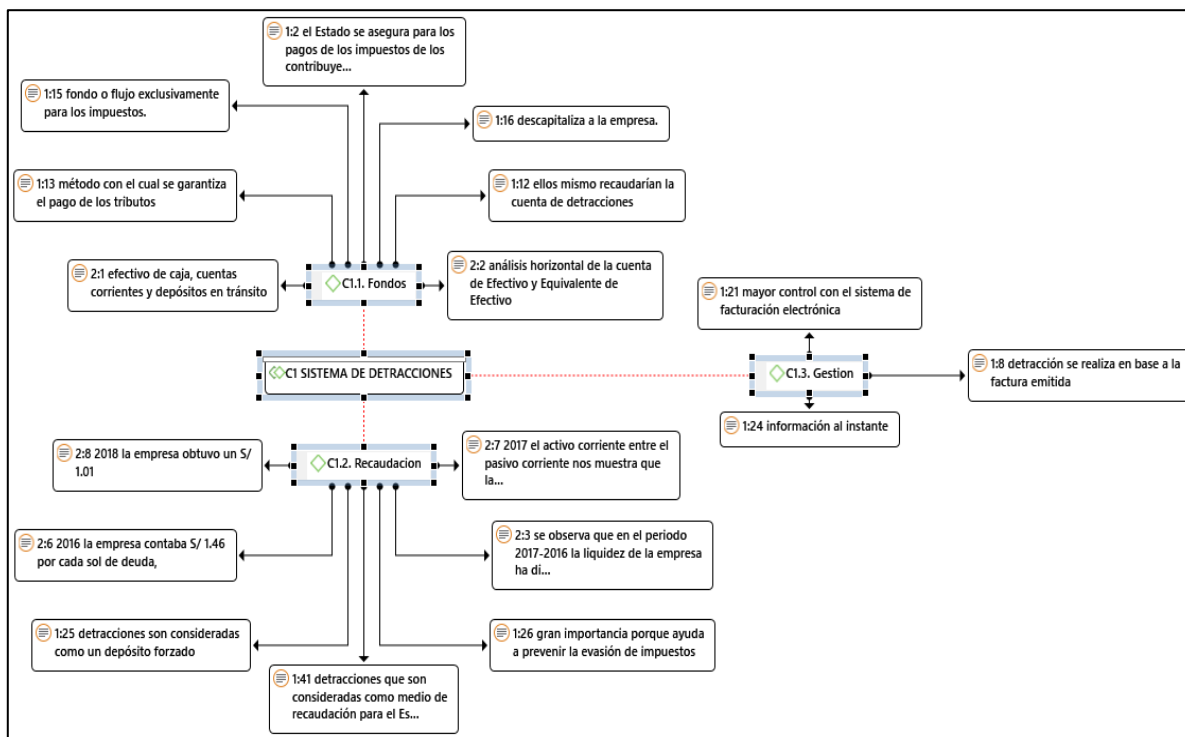 1:2 el Estado se asegura para los
pagos de los impuestos de los
contribuye...
1:15 fondo o flujo exclusivamente
para los impuestos.
1:16 descapitaliza a la empresa.
1:13 método con el cual se garantiza
el pago de los tributos
1:12 ellos mismo recaudarían la
cuenta de detracciones
2:1 efectivo de caja, cuentas
corrientes y depósitos en tránsito
C1.1. Fondos
2:2 análisis horizontal de la cuenta
de Efectivo y Equivalente de
Efectivo
1:21 mayor control con el sistema de
facturación electrónica
C1 SISTEMA DE DETRACCIONES
C1.3. Gestion
1:8 detracción se realiza en base a la
factura emitida
1:24 información al instante
2:8 2018 la empresa obtuvo un S/
1.01
C1.2. Recaudacion
2:7 2017 el activo corriente entre el
pasivo corriente nos muestra que
la...
2:6 2016 la empresa contaba S/ 1.46
por cada sol de deuda,
2:3 se observa que en el periodo
2017-2016 la liquidez de la empresa
ha di...
1:25 detracciones son consideradas
como un depósito forzado
1:26 gran importancia porque ayuda
a prevenir la evasión de impuestos
1:41 detracciones que son
consideradas como medio de
recaudación para el Es...